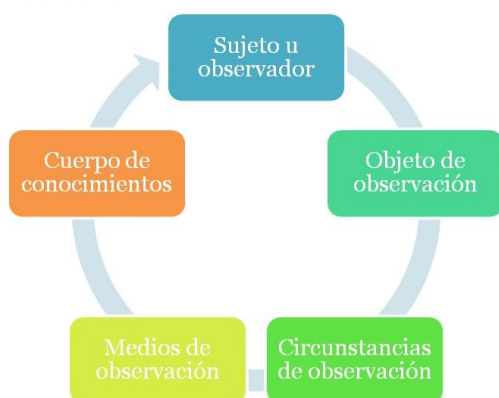 Sujeto u
observador
Objeto de
observación
Circunstancias
de observación
Medios de
observación
Cuerpo de
conocimientos